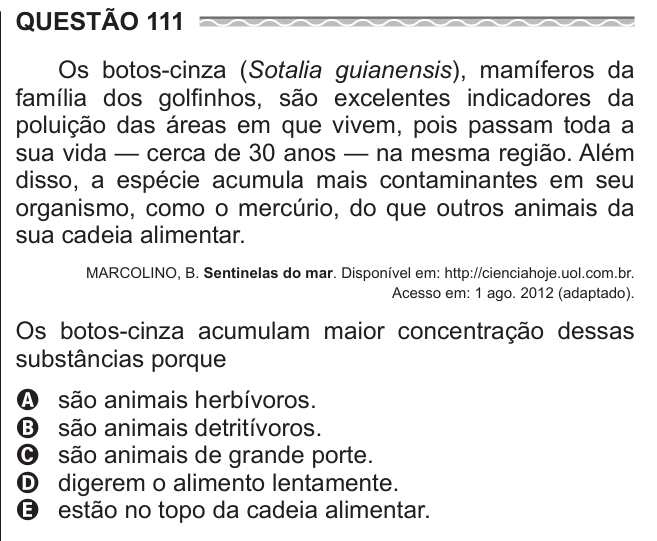 QUESTÃO 111
Os botos-cinza (Sotalia guianensis), mamíferos da
família dos golfinhos, são excelentes indicadores da
poluição das áreas em que vivem, pois passam toda a
sua vida — cerca de 30 anos — na mesma região. Além
disso, a espécie acumula mais contaminantes em seu
organismo, como o mercúrio, do que outros animais da
sua cadeia alimentar.
MARCOLINO, B. Sentinelas do mar. Disponível em: http://cienciahoje.uol.com.br.
Acesso em: 1 ago. 2012 (adaptado).
Os botos-cinza acumulam maior concentração dessas
substâncias porque
A são animais herbívoros.
B são animais detritívoros.
C são animais de grande porte.
D digerem o alimento lentamente.
E estão no topo da cadeia alimentar.